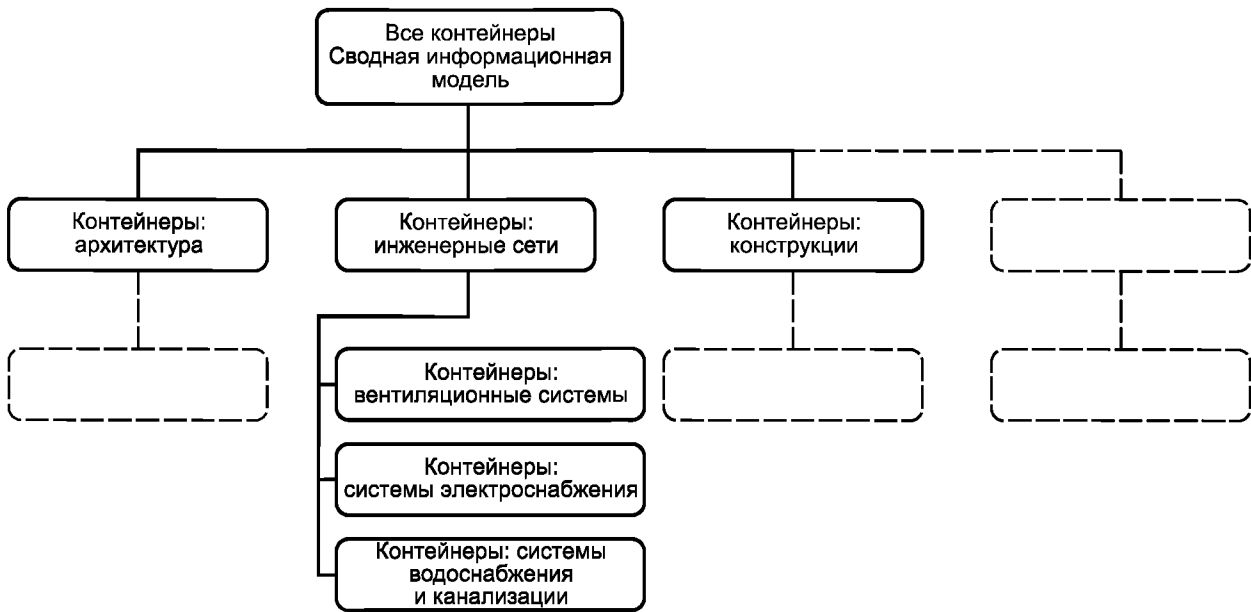 Все контейнеры
Сводная информационная
модель
Контейнеры:
архитектура
Контейнеры:
инженерные сети
Контейнеры:
конструкции
Контейнеры:
вентиляционные системы
Контейнеры:
системы электроснабжения
Контейнеры: системы
водоснабжения
и канализации